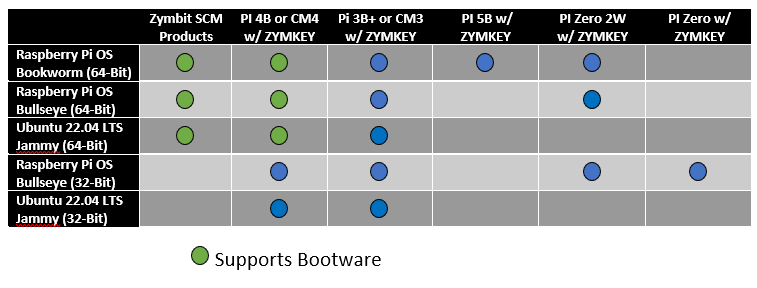 Zymbit SCM Products
PI 4B or CM4 w/ ZYMKEY
Pi 3B+ or CM3 w/ ZYMKEY
PI 5B w/ ZYMKEY
PI Zero 2W w/ ZYMKEY
PI Zero w/ ZYMKEY
Raspberry Pi OS
Bookworm (64-Bit)
Raspberry Pi OS
Bullseye (64-Bit)
Ubuntu 22.04 LTS
Jammy (64-Bit)
Raspberry Pi OS
Bullseye (32-Bit)
Ubuntu 22.04 LTS
Jammy (32-Bit)
Supports Bootware